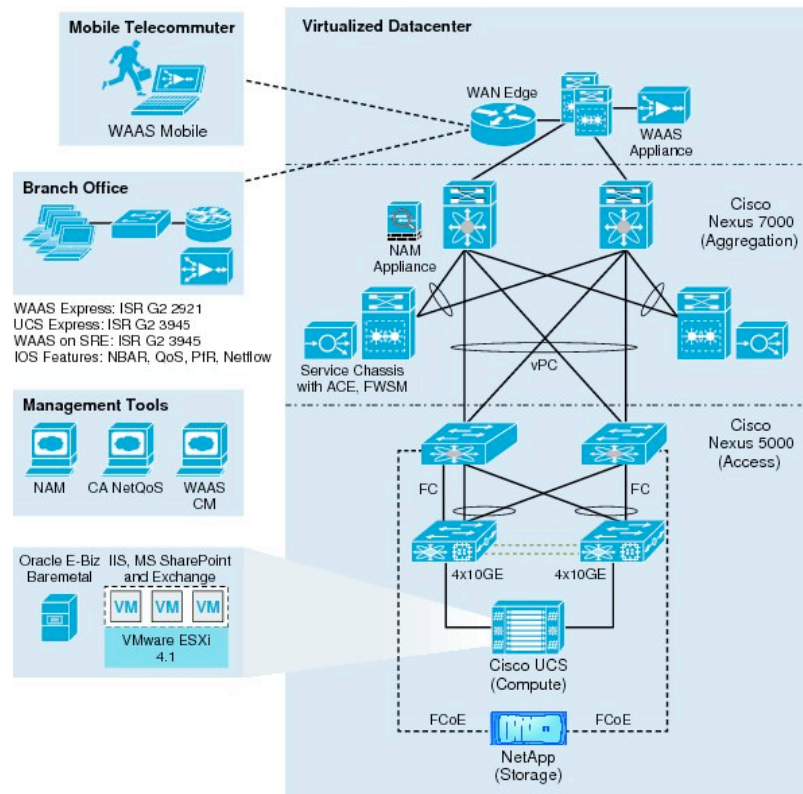 Mobile Telecommuter
WAAS Mobile
Branch Office
WAAS Express: ISR G2 2921
UCS Express: ISR G2 3945
WAAS on SRE: ISR G2 3945
IOS Features: NBAR, QoS, PfR, Netflow
Management Tools
NAM
CA NetQoS
WAAS
CM
Oracle E-Biz
Baremetal
IIS, MS SharePoint
and Exchange
VM
VM
VM
VMware ESXi
4.1
Virtualized Datacenter
WAN Edge
WAAS
Appliance
Cisco
Nexus 7000
(Aggregation)
NAM
Appliance
Service Chassis
with ACE, FWSM
vPC
Cisco
Nexus 5000
(Access)
FC
FC
4x10GE
4x10GE
Cisco UCS
(Compute)
FCoE
FCoE
NetApp
(Storage)